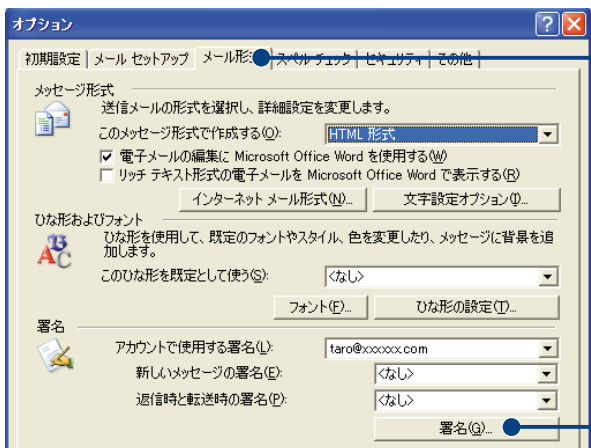 オプション
初期設定 メール セットアップ メール形式 スペル チェック セキュリティ その他
メッセージ形式
送信メールの形式を選択し、詳細設定を変更します。
このメッセージ形式で作成する(O): HTML 形式
電子メールの編集に Microsoft Office Word を使用する(W)
リッチ テキスト形式の電子メールを Microsoft Office Word で表示する(R)
インターネット メール形式(N)... 文字設定オプション(I)...
ひな形およびフォント
ひな形を使用して、既定のフォントやスタイル、色を変更したり、メッセージに背景を追
加します。
このひな形を既定として使う(S): <なし>
フォント(F)... ひな形の設定(T)...
署名
アカウントで使用する署名(L): taro@xxxxxx.com
新しいメッセージの署名(E): <なし>
返信時と転送時の署名(P): <なし>
署名(G)...